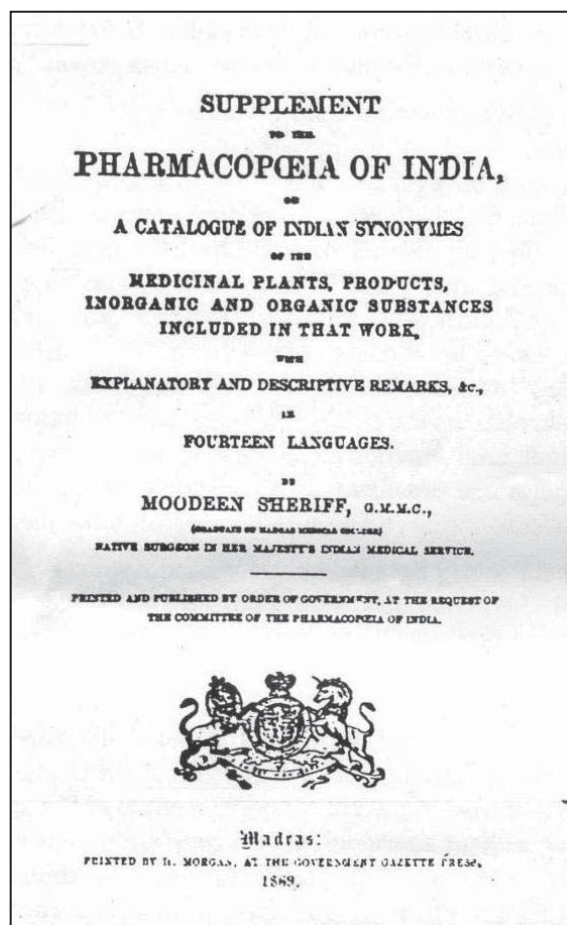 SUPPLEMENT
TO THE
PHARMACOPŒIA OF INDIA,
OR
A CATALOGUE OF INDIAN SYNONYMES
OF THE
MEDICINAL PLANTS, PRODUCTS,
INORGANIC AND ORGANIC SUBSTANCES
INCLUDED IN THAT WORK,
WITH
EXPLANATORY AND DESCRIPTIVE REMARKS, &c.,
IN
FOURTEEN LANGUAGES.
BY
MOODEEN SHERIFF, G.M.M.C.,
(GRADUATE OF MADRAS MEDICAL COLLEGE)
NATIVE SURGEON IN HER MAJESTY'S INDIAN MEDICAL SERVICE.
PRINTED AND PUBLISHED BY ORDER OF GOVERNMENT, AT THE REQUEST OF
THE COMMITTEE OF THE PHARMACOPŒIA OF INDIA.
Madras:
PRINTED BY H. MORGAN, AT THE GOVERNMENT GAZETTE PRESS,
1869.